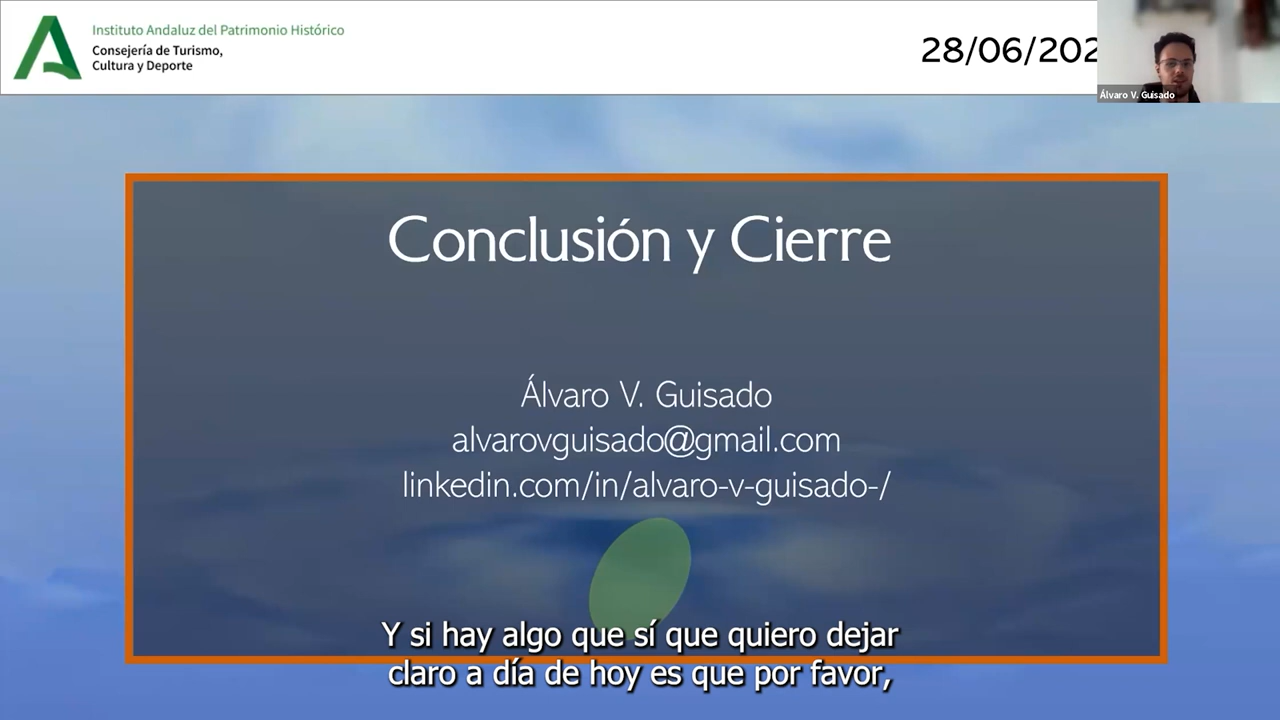 Instituto Andaluz del Patrimonio Histórico
Consejería de Turismo,
Cultura y Deporte
28/06/202
Álvaro V. Guisado
Conclusión y Cierre
Álvaro V. Guisado
alvarovguisado@gmail.com
linkedin.com/in/alvaro-v-guisado-/
Y si hay algo que sí que quiero dejar
claro a día de hoy es que por favor,